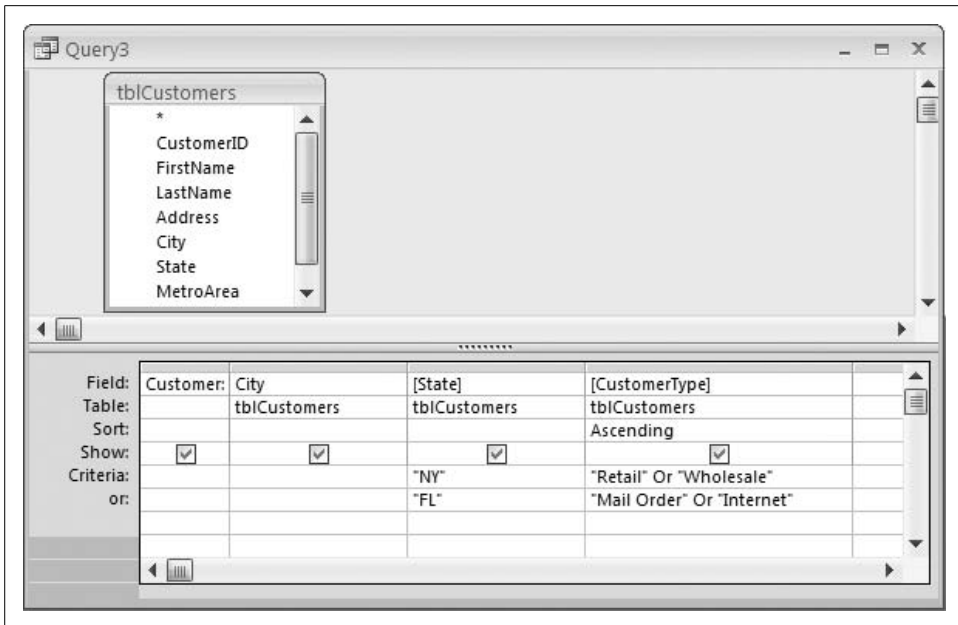 Query3
tblCustomers
*
CustomerID
FirstName
LastName
Address
City
State
MetroArea
Field: Customer: City [State] [CustomerType]
Table: tblCustomers tblCustomers tblCustomers
Sort: Ascending
Show:
Criteria: "NY" "Retail" Or "Wholesale"
or: "FL" "Mail Order" Or "Internet"